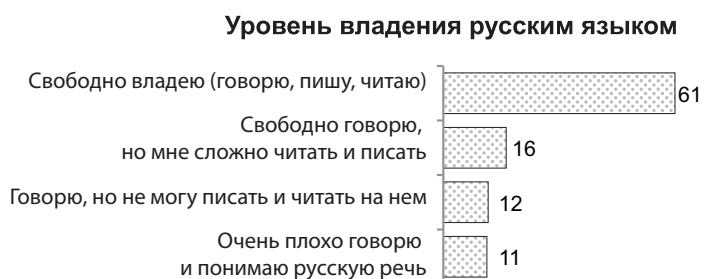 Уровень владения русским языком
Свободно владею (говорю, пишу, читаю)
61
Свободно говорю,
но мне сложно читать и писать
16
Говорю, но не могу писать и читать на нем
12
Очень плохо говорю
и понимаю русскую речь
11